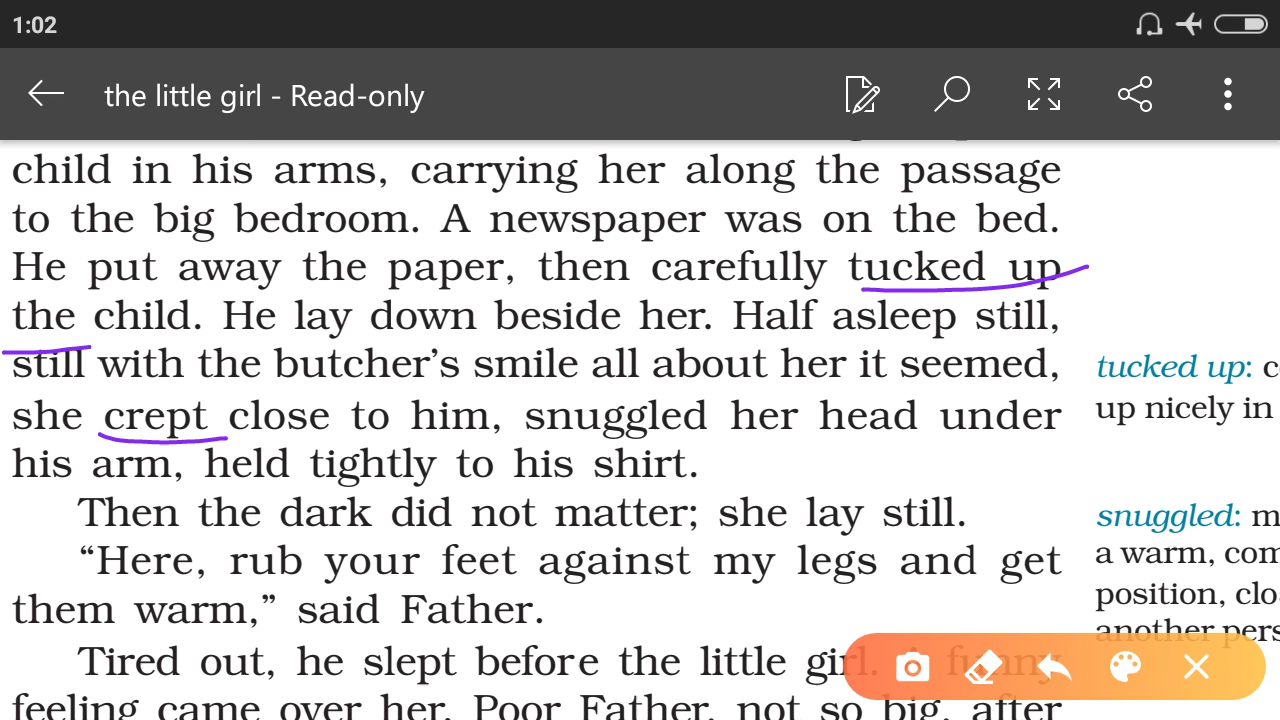 1:02
the little girl - Read-only
child in his arms, carrying her along the passage
to the big bedroom. A newspaper was on the bed.
He put away the paper, then carefully tucked up
the child. He lay down beside her. Half asleep still,
still with the butcher's smile all about her it seemed,
she crept close to him, snuggled her head under
his arm, held tightly to his shirt.
Then the dark did not matter; she lay still.
“Here, rub your feet against my legs and get
them warm,” said Father.
Tired out, he slept before the little girl. A funny
feeling came over her. Poor Father, not so big, after
tucked up: c
up nicely in
snuggled: m
a warm, com
position, clo
another pers